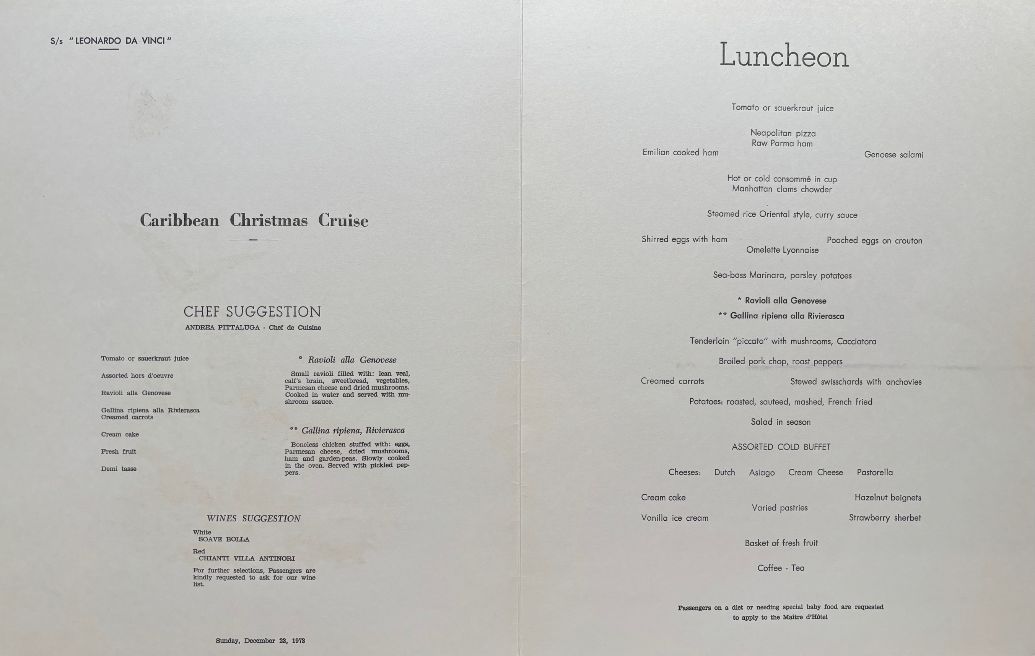 S/s "LEONARDO DA VINCI"
Caribbean Christmas Cruise
CHEF SUGGESTION
ANDREA PITTALUGA - Chef de Cuisine
Tomato or sauerkraut juice
Assorted hors d'oeuvre
Ravioli alla Genovese
Gallina ripiena alla Rivierasca
Creamed carrots
Cream cake
Fresh fruit
Demi tasse
* Ravioli alla Genovese
Small ravioli filled with: lean veal,
calf's brain, sweetbread, vegetables,
Parmesan cheese and dried mushrooms.
Cooked in water and served with mu-
shroom ssauce.
** Gallina ripiena, Rivierasca
Boneless chicken stuffed with: eggs,
Parmesan cheese, dried mushrooms,
ham and garden-peas. Slowly cooked
in the oven. Served with pickled pep-
pers.
WINES SUGGESTION
White
SOAVE BOLLA
Red
CHIANTI VILLA ANTINORI
For further selections, Passengers are
kindly requested to ask for our wine
list.
Sunday, December 23, 1973
Luncheon
Tomato or sauerkraut juice
Neapolitan pizza
Raw Parma ham
Emilian cooked ham Genoese salami
Hot or cold consommé in cup
Manhattan clams chowder
Steamed rice Oriental style, curry sauce
Shirred eggs with ham Poached eggs on crouton
Omelette Lyonnaise
Sea-bass Marinara, parsley potatoes
* Ravioli alla Genovese
** Gallina ripiena alla Rivierasca
Tenderloin "piccata" with mushrooms, Cacciatora
Broiled pork chop, roast peppers
Creamed carrots Stewed swisschards with anchovies
Potatoes: roasted, sauteed, mashed, French fried
Salad in season
ASSORTED COLD BUFFET
Cheeses: Dutch Asiago Cream Cheese Pastorella
Cream cake Hazelnut beignets
Varied pastries
Vanilla ice cream Strawberry sherbet
Basket of fresh fruit
Coffee - Tea
Passengers on a diet or needing special baby food are requested
to apply to the Maître d'Hôtel